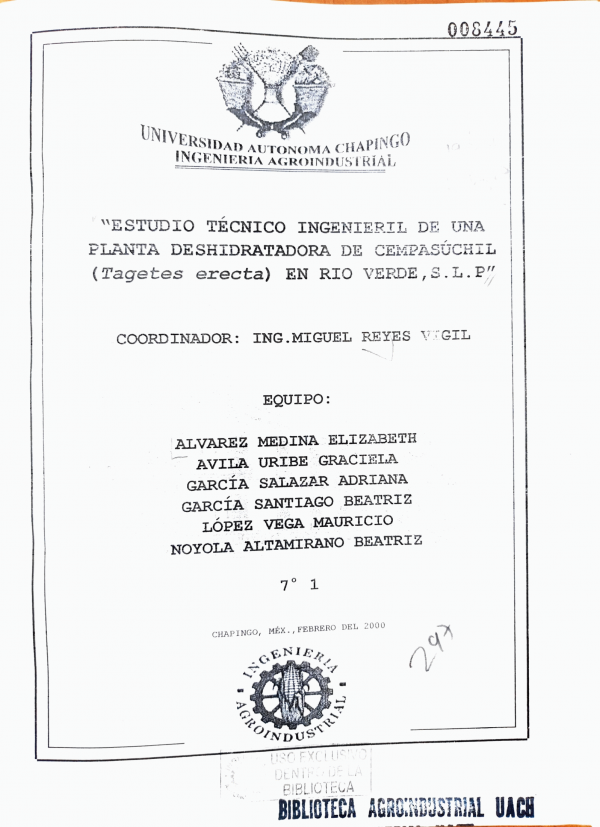 008445
UNIVERSIDAD AUTONOMA CHAPINGO
INGENIERIA AGROINDUSTRIAL
"ESTUDIO TÉCNICO INGENIERIL DE UNA
PLANTA DESHIDRATADORA DE CEMPASÚCHIL
(Tagetes erecta) EN RIO VERDE,S.L.P"
COORDINADOR: ING.MIGUEL REYES VIGIL
EQUIPO:
ALVAREZ MEDINA ELIZABETH
AVILA URIBE GRACIELA
GARCÍA SALAZAR ADRIANA
GARCÍA SANTIAGO BEATRIZ
LÓPEZ VEGA MAURICIO
NOYOLA ALTAMIRANO BEATRIZ
7° 1
CHAPINGO, MÉX.,FEBRERO DEL 2000
INGENIERIA
AGROINDUSTRIAL
USO EXCLUSIVO
DENTRO DE LA
BIBLIOTECA
BIBLIOTECA AGROINDUSTRIAL UACH